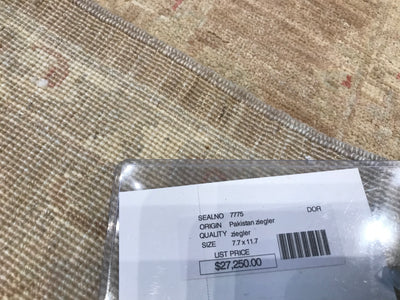 SEALNO 7775 DOR
ORIGIN Pakistan ziegler
QUALITY ziegler
SIZE 7.7 x 11.7
LIST PRICE
$27,250.00